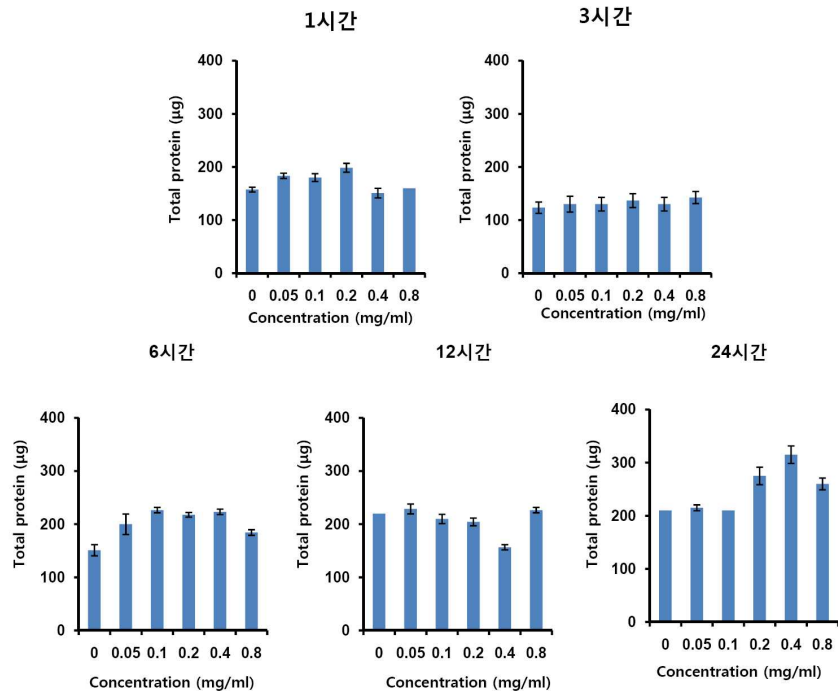 1시간
400
300
200
100
0
Total protein (µg)
0 0.05 0.1 0.2 0.4 0.8
Concentration (mg/ml)
3시간
400
300
200
100
0
Total protein (µg)
0 0.05 0.1 0.2 0.4 0.8
Concentration (mg/ml)
6시간
400
300
200
100
0
Total protein (µg)
0 0.05 0.1 0.2 0.4 0.8
Concentration (mg/ml)
12시간
400
300
200
100
0
Total protein (µg)
0 0.05 0.1 0.2 0.4 0.8
Concentration (mg/ml)
24시간
400
300
200
100
0
Total protein (µg)
0 0.05 0.1 0.2 0.4 0.8
Concentration (mg/ml)